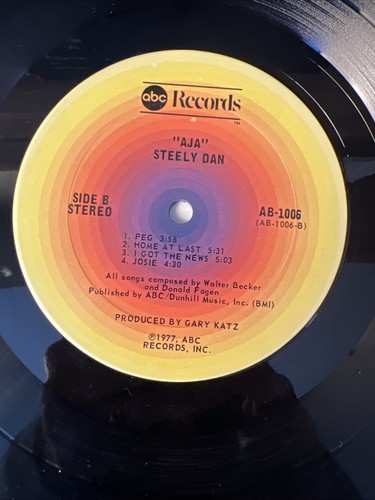 abc Records
TM
"AJA"
STEELY DAN
SIDE B
STEREO
AB-1006
(AB-1006-B)
1. PEG 3:58
2. HOME AT LAST 5:31
3. I GOT THE NEWS 5:03
4. JOSIE 4:30
All songs composed by Walter Becker
and Donald Fagen
Published by ABC/Dunhill Music, Inc. (BMI)
PRODUCED BY GARY KATZ
℗1977, ABC
RECORDS, INC.